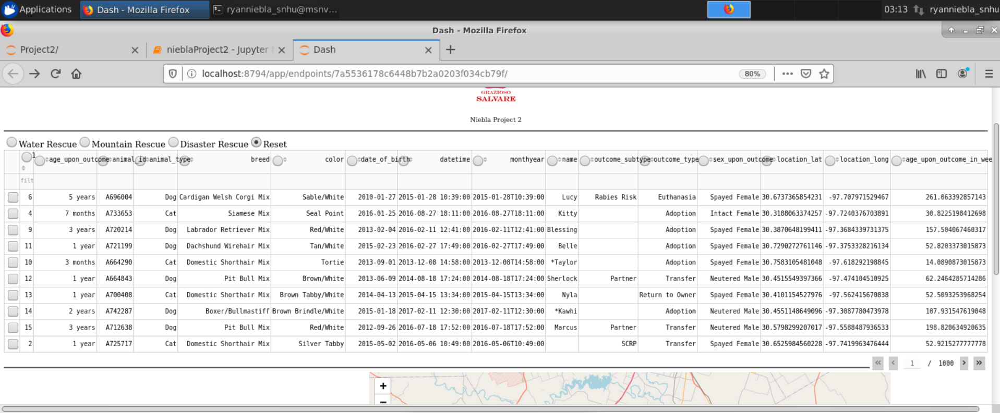 Applications Dash - Mozilla Firefox ryanniebla_snhu@msnv... 03:13 ryanniebla_snhu
Dash - Mozilla Firefox
Project2/ nieblaProject2 - Jupyter Dash
localhost:8794/app/endpoints/7a5536178c6448b7b2a0203f034cb79f/ 80%
GRAZIOSO
SALVARE
Niebla Project 2
Water Rescue Mountain Rescue Disaster Rescue Reset
1 age_upon_outcome animal_id animal_type breed color date_of_birth datetime monthyear name outcome_subtype outcome_type sex_upon_outcome location_lat location_long age_upon_outcome_in_wee
filt
6 5 years A696004 Dog Cardigan Welsh Corgi Mix Sable/White 2010-01-27 2015-01-28 10:39:00 2015-01-28T10:39:00 Lucy Rabies Risk Euthanasia Spayed Female 30.6737365854231 -97.707971529467 261.063392857143
4 7 months A733653 Cat Siamese Mix Seal Point 2016-01-25 2016-08-27 18:11:00 2016-08-27T18:11:00 Kitty Adoption Intact Female 30.3188063374257 -97.7240376703891 30.8225198412698
9 3 years A720214 Dog Labrador Retriever Mix Red/White 2013-02-04 2016-02-11 12:41:00 2016-02-11T12:41:00 Blessing Adoption Spayed Female 30.3870648199411 -97.3684339731375 157.504067460317
11 1 year A721199 Dog Dachshund Wirehair Mix Tan/White 2015-02-23 2016-02-27 17:49:00 2016-02-27T17:49:00 Belle Adoption Spayed Female 30.7290272761146 -97.3753328216134 52.8203373015873
10 3 months A664290 Cat Domestic Shorthair Mix Tortie 2013-09-01 2013-12-08 14:58:00 2013-12-08T14:58:00 *Taylor Adoption Spayed Female 30.7583105481048 -97.618292198845 14.0890873015873
12 1 year A664843 Dog Pit Bull Mix Brown/White 2013-06-09 2014-08-18 17:24:00 2014-08-18T17:24:00 Sherlock Partner Transfer Neutered Male 30.4515549397366 -97.474104510925 62.2464285714286
13 1 year A700408 Cat Domestic Shorthair Mix Brown Tabby/White 2014-04-13 2015-04-15 13:34:00 2015-04-15T13:34:00 Nyla Return to Owner Spayed Female 30.4101154527976 -97.562415670838 52.5093253968254
14 2 years A742287 Dog Boxer/Bullmastiff Brown Brindle/White 2015-01-18 2017-02-11 12:30:00 2017-02-11T12:30:00 *Kawhi Adoption Neutered Male 30.4551148649096 -97.3087780473978 107.931547619048
15 3 years A712638 Dog Pit Bull Mix Red/White 2012-09-26 2016-07-18 17:52:00 2016-07-18T17:52:00 Marcus Partner Transfer Neutered Male 30.5798299207017 -97.5588487936533 198.820634920635
2 1 year A725717 Cat Domestic Shorthair Mix Silver Tabby 2015-05-02 2016-05-06 10:49:00 2016-05-06T10:49:00 SCRP Transfer Spayed Female 30.6525984560228 -97.7419963476444 52.9215277777778
« < 1 / 1000 > »
+
−